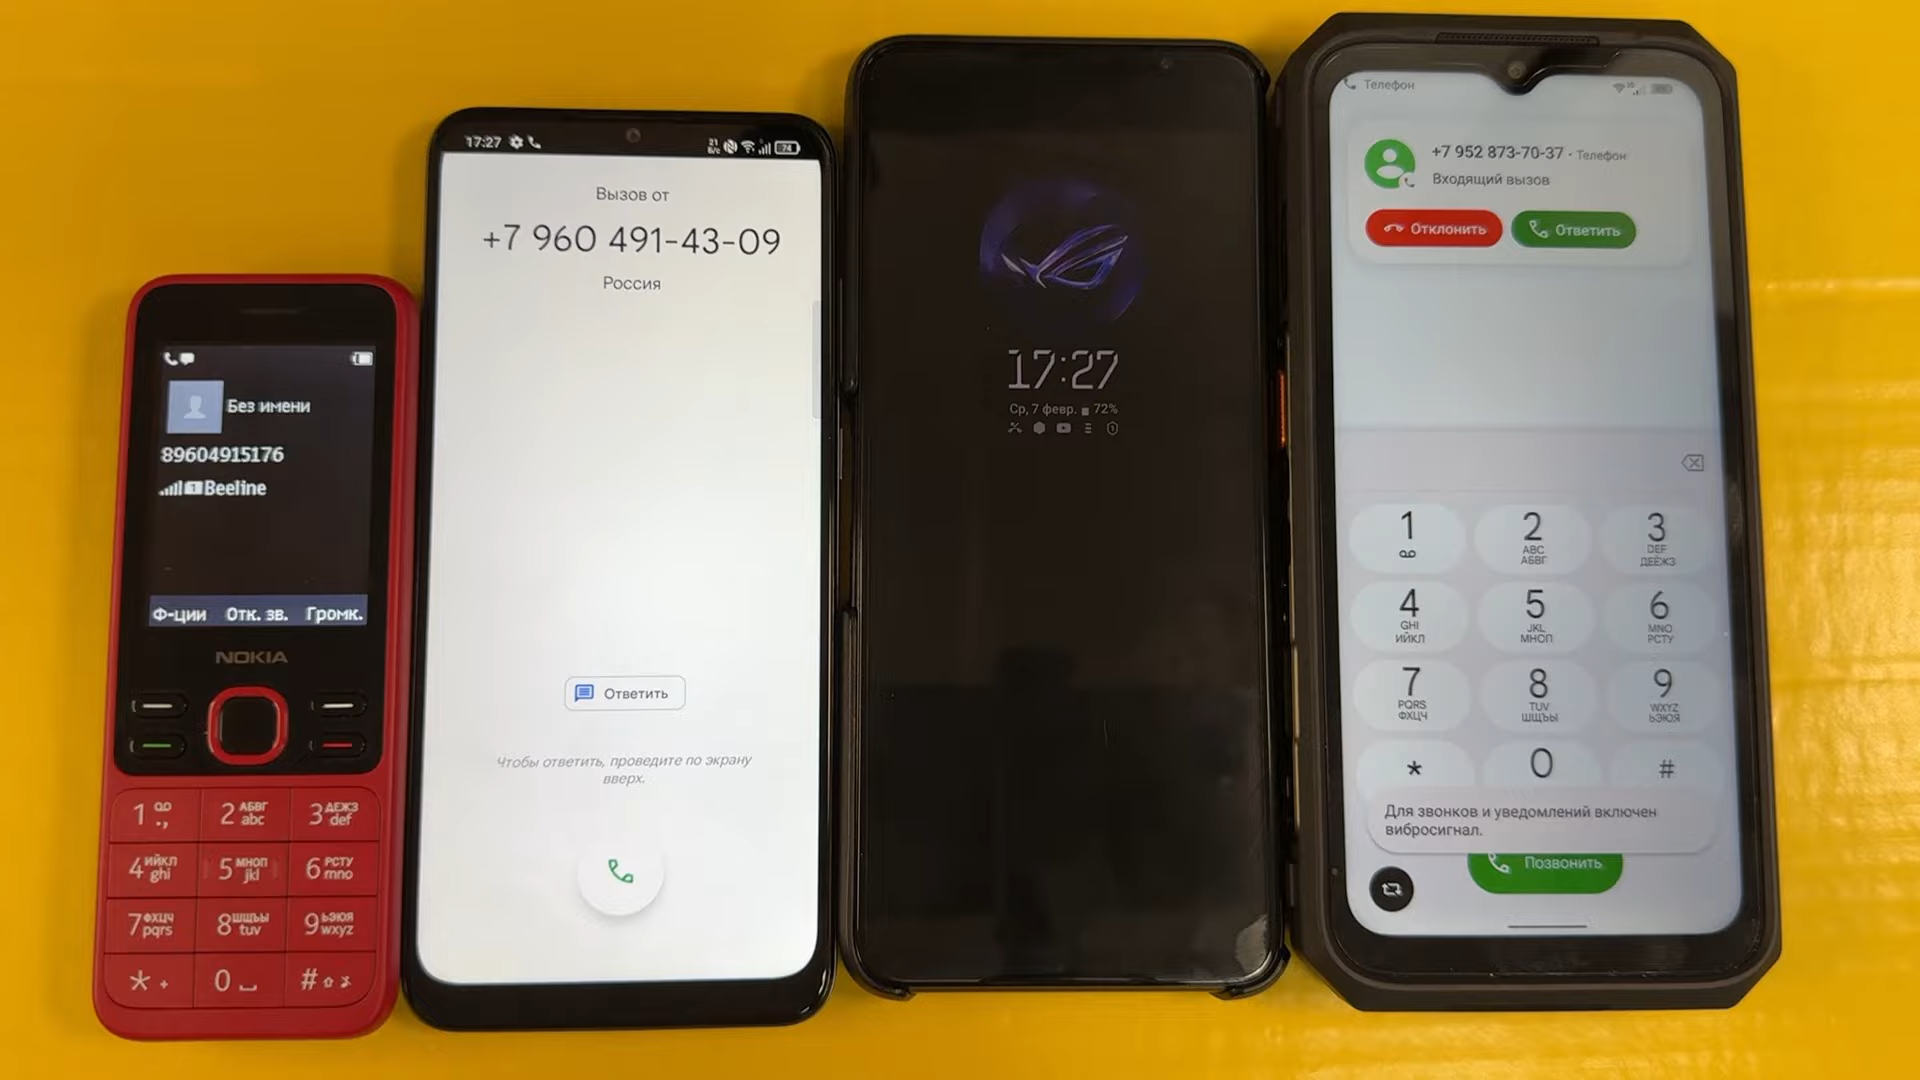 Без имени
89604915176
Beeline
Ф-ции Отк. зв. Громк.
NOKIA
1 .,
2 АБВГ abc
3 ДЕЖЗ def
4 ИЙКЛ ghi
5 МНОП jkl
6 РСТУ mno
7 ФХЦЧ pqrs
8 ШЩЪЫ tuv
9 ЬЭЮЯ wxyz
* +
0
#
17:27
74
Вызов от
+7 960 491-43-09
Россия
Ответить
Чтобы ответить, проведите по экрану
вверх.
17:27
Ср, 7 февр. 72%
Телефон
+7 952 873-70-37 • Телефон
Входящий вызов
Отклонить
Ответить
1
2
ABC
АБВГ
3
DEF
ДЕЁЖЗ
4
GHI
ИЙКЛ
5
JKL
МНОП
6
MNO
РСТУ
7
PQRS
ФХЦЧ
8
TUV
ШЩЪЫ
9
WXYZ
ЬЭЮЯ
*
0
#
Для звонков и уведомлений включен
вибросигнал.
Позвонить